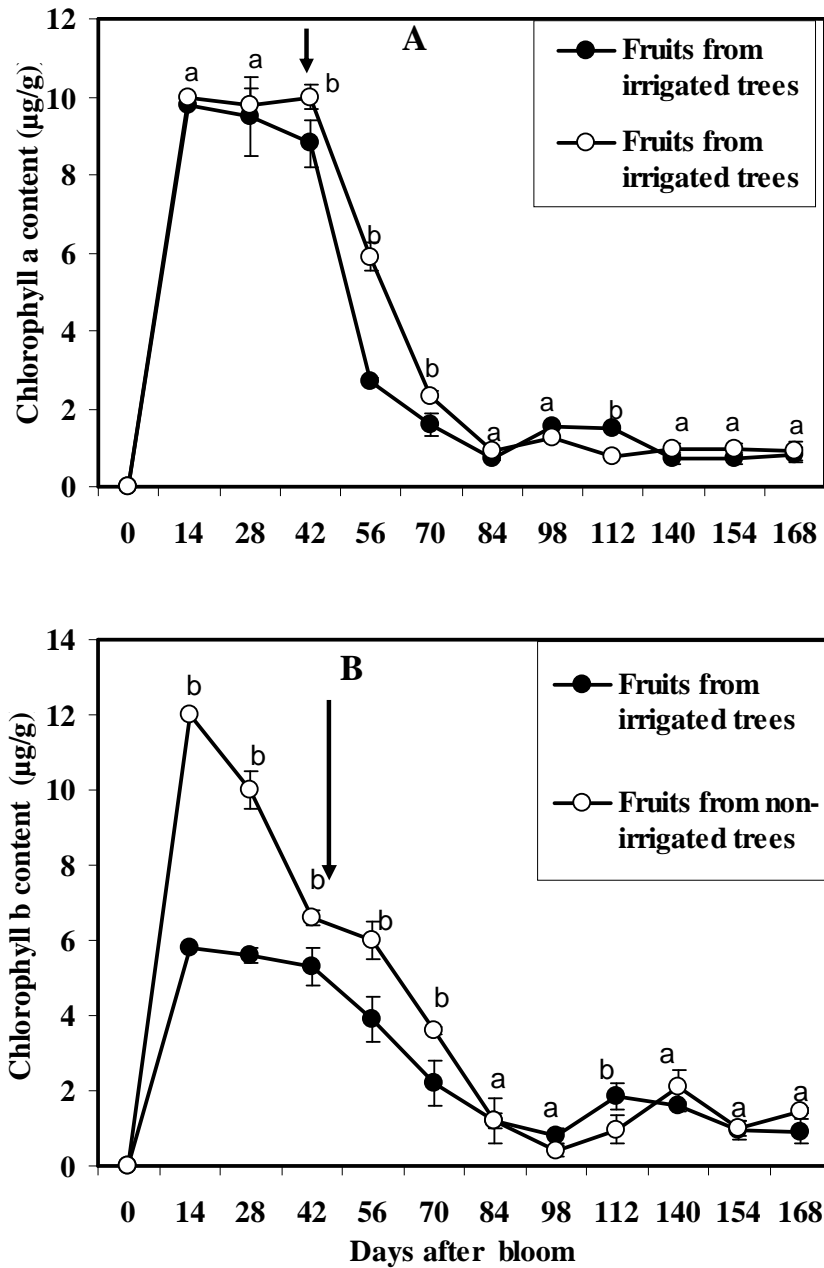 12
10
8
6
4
2
0
Chlorophyll a content (µg/g)
A
Fruits from
irrigated trees
Fruits from
irrigated trees
a
a
b
b
b
a
a
b
a
a
a
0 14 28 42 56 70 84 98 112 140 154 168
14
12
10
8
6
4
2
0
Chlorophyll b content (µg/g)
B
Fruits from
irrigated trees
Fruits from non-
irrigated trees
b
b
b
b
b
a
a
b
a
a
a
0 14 28 42 56 70 84 98 112 140 154 168
Days after bloom